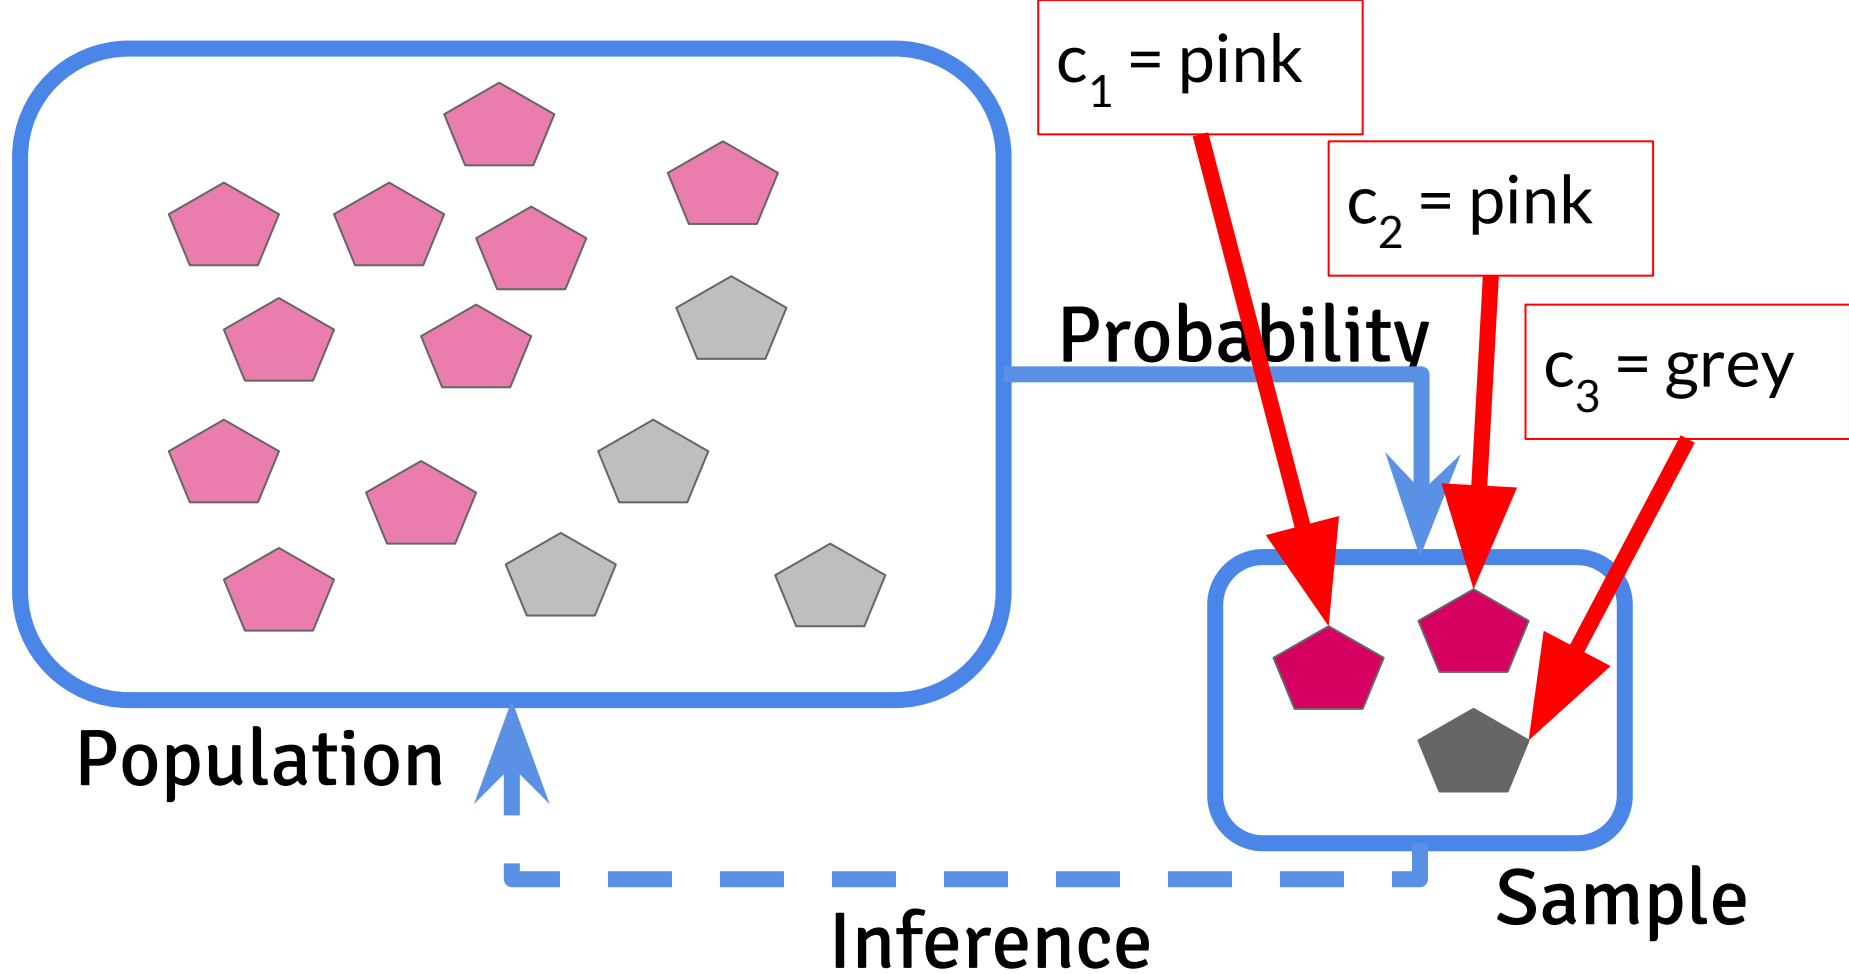 c₁ = pink
c₂ = pink
Probability
c₃ = grey
Population
Sample
Inference